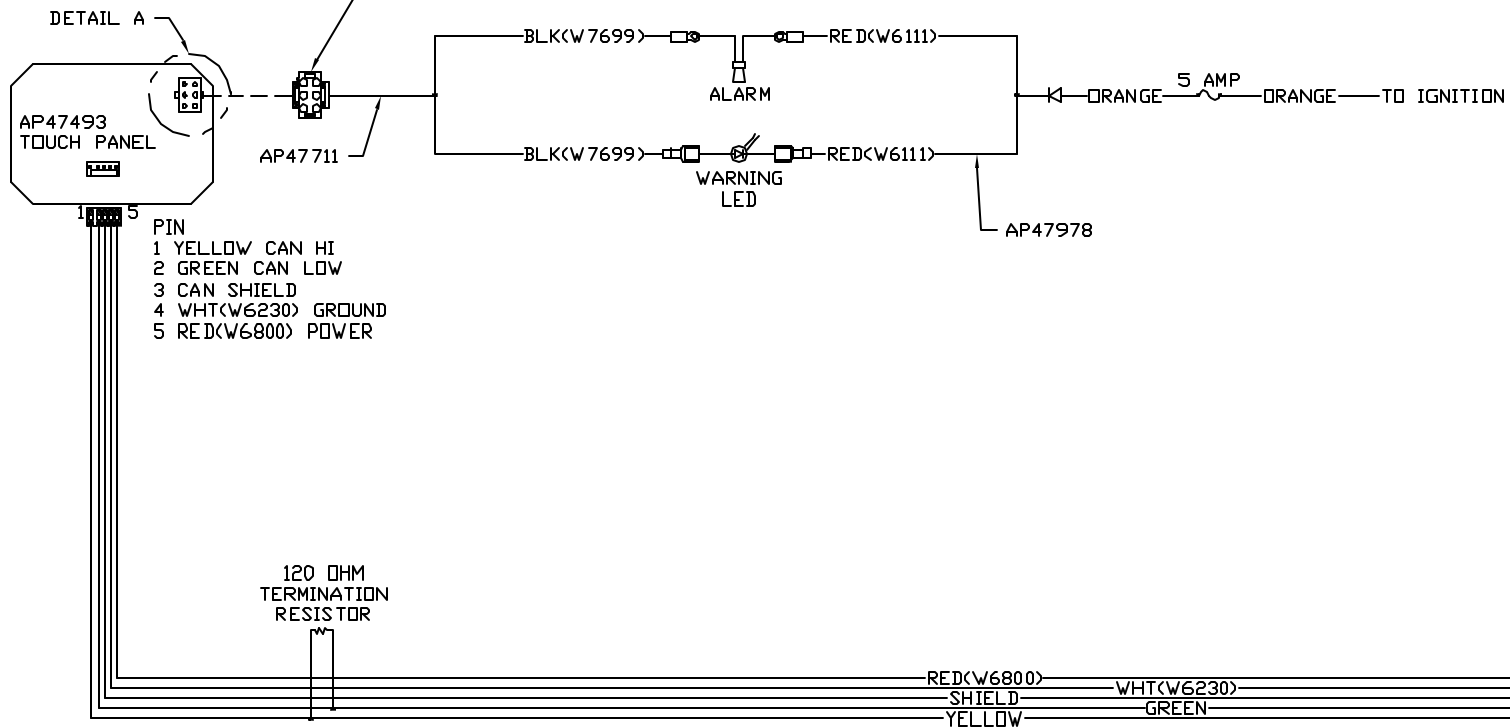 DETAIL A
BLK(W7699)
RED(W6111)
ALARM
5 AMP
ORANGE
ORANGE
TO IGNITION
AP47493
TOUCH PANEL
AP47711
BLK(W7699)
RED(W6111)
WARNING
LED
AP47978
1
5
PIN
1 YELLOW CAN HI
2 GREEN CAN LOW
3 CAN SHIELD
4 WHT(W6230) GROUND
5 RED(W6800) POWER
120 OHM
TERMINATION
RESISTOR
RED(W6800)
WHT(W6230)
SHIELD
GREEN
YELLOW